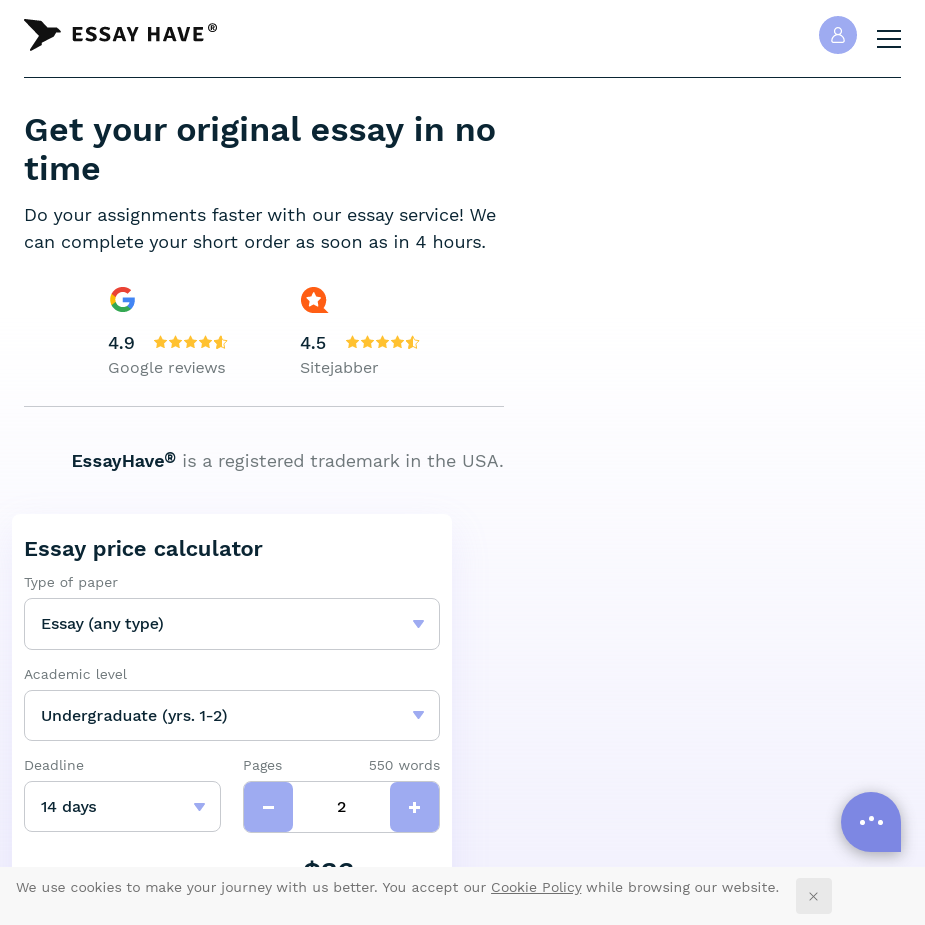 ESSAY HAVE®
Get your original essay in no
time
Do your assignments faster with our essay service! We
can complete your short order as soon as in 4 hours.
4.9
Google reviews
4.5
Sitejabber
EssayHave® is a registered trademark in the USA.
Essay price calculator
Type of paper
Essay (any type)
Academic level
Undergraduate (yrs. 1-2)
Deadline
14 days
Pages 550 words
2
We use cookies to make your journey with us better. You accept our Cookie Policy while browsing our website.